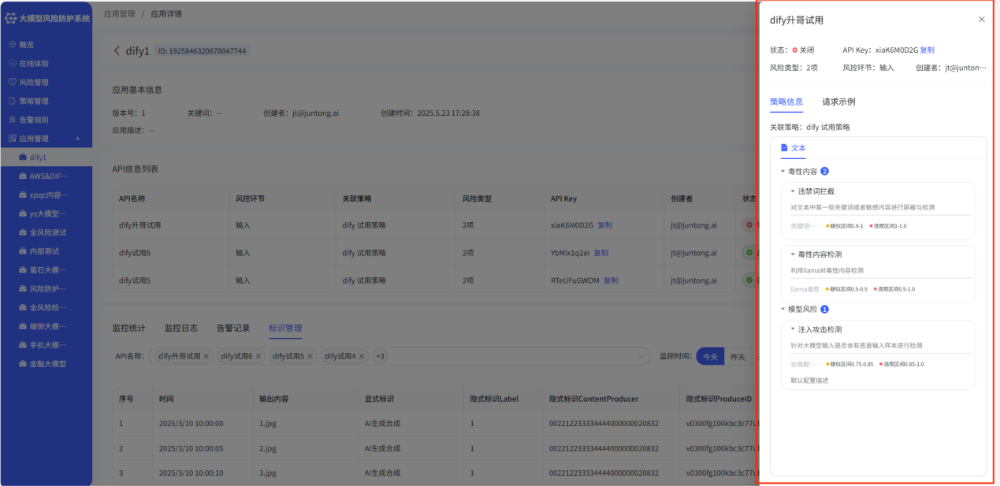 大模型风险防护系统
概览
在线体验
风险管理
策略管理
告警规则
应用管理 +
dify1
AWS&DIF···
xpqc内容···
ys大模型···
全风险测试
内部测试
萤石大模···
风险防护···
全风险检···
端侧大模···
手机大模···
金融大模型
应用管理 / 应用详情
dify1 ID: 1925846320678047744
应用基本信息
版本号：1 关键词：-- 创建者：jt@juntong.ai 创建时间：2025.5.23 17:28:38
应用描述：--
API信息列表
API名称 风控环节 关联策略 风险类型 API Key 创建者 状态
dify升哥试用 输入 dify 试用策略 2项 xiaK6M0D2G 复制 jt@juntong.ai
dify试用6 输入 dify 试用策略 2项 YbMix1q2eI 复制 jt@juntong.ai
dify试用5 输入 dify 试用策略 2项 RTeUFuGWOM 复制 jt@juntong.ai
监控统计 监控日志 告警记录 标识管理
API名称： dify升哥试用 dify试用6 dify试用5 dify试用4 +3 监控时间： 今天 昨天
序号 时间 输出内容 显式标识 隐式标识Label 隐式标识ContentProducer 隐式标识ProduceID
1 2025/3/10 10:00:00 1.jpg AI生成合成 1 002212233334444000000020832 v0300fg100kbc3c77u
2 2025/3/10 10:00:05 2.jpg AI生成合成 1 002212233334444000000020832 v0300fg100kbc3c77u
3 2025/3/10 10:00:10 3.jpg AI生成合成 1 002212233334444000000020832 v0300fg100kbc3c77u
dify升哥试用
状态： 关闭 API Key：xiaK6M0D2G 复制
风险类型：2项 风控环节：输入 创建者：jt@junton···
策略信息 请求示例
关联策略：dify 试用策略
文本
毒性内容 2
违禁词拦截
对文本中某一些关键词或者敏感内容进行屏蔽与检测
关键词··· 疑似区间0.9-1 违规区间1-1.0
毒性内容检测
利用llama对毒性内容检测
llama毒性 疑似区间0.5-0.5 违规区间0.5-1.0
模型风险 1
注入攻击检测
针对大模型输入是否含有恶意输入样本进行检测
全局默··· 疑似区间0.75-0.85 违规区间0.85-1.0
默认配置描述